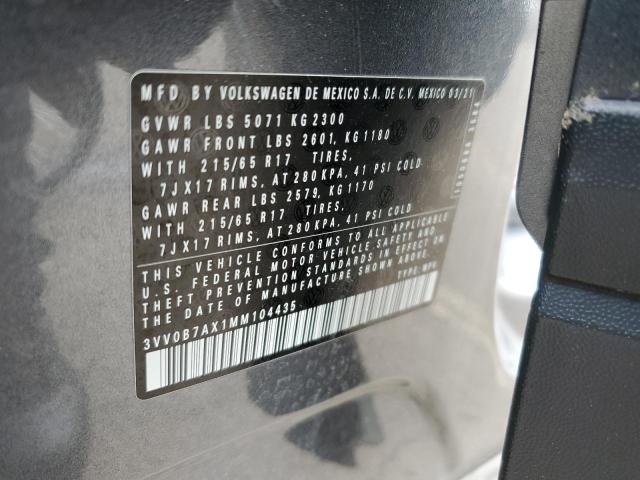 MFD BY VOLKSWAGEN DE MEXICO S.A. DE C.V. MEXICO 03/21
GVWR LBS 5071 KG 2300
GAWR FRONT LBS 2601, KG 1180
WITH 215/65 R17 TIRES,
7JX17 RIMS, AT 280 KPA, 41 PSI COLD
GAWR REAR LBS 2579, KG 1170
WITH 215/65 R17 TIRES,
7JX17 RIMS, AT 280 KPA, 41 PSI COLD
THIS VEHICLE CONFORMS TO ALL APPLICABLE
U.S. FEDERAL MOTOR VEHICLE SAFETY AND
THEFT PREVENTION STANDARDS IN EFFECT ON
THE DATE OF MANUFACTURE SHOWN ABOVE.
3VV0B7AX1MM104435
TYPE MPV